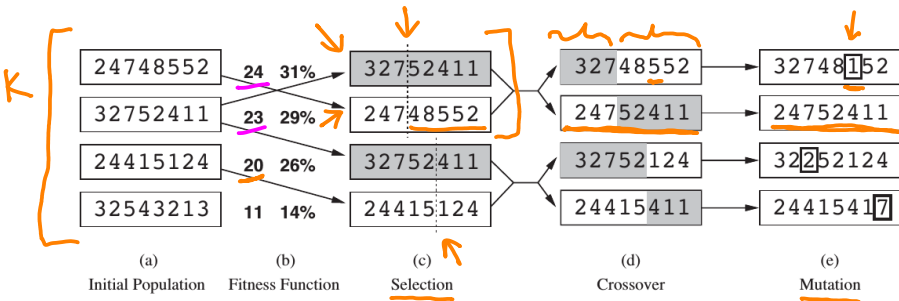 K
24748552 24 31% 32752411 32748552 32748152
32752411 23 29% 24748552 24752411 24752411
24415124 20 26% 32752411 32752124 32252124
32543213 11 14% 24415124 24415411 24415417
(a) (b) (c) (d) (e)
Initial Population Fitness Function Selection Crossover Mutation